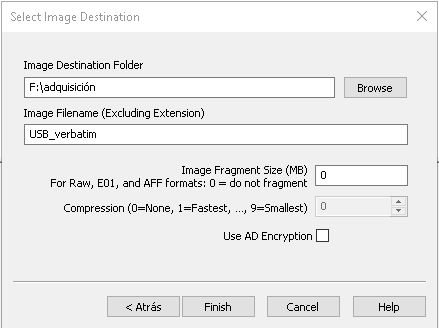 Select Image Destination
Image Destination Folder
F:\adquisición
Browse
Image Filename (Excluding Extension)
USB_verbatim
Image Fragment Size (MB)
For Raw, E01, and AFF formats: 0 = do not fragment
0
Compression (0=None, 1=Fastest, ..., 9=Smallest)
0
Use AD Encryption
< Atrás
Finish
Cancel
Help